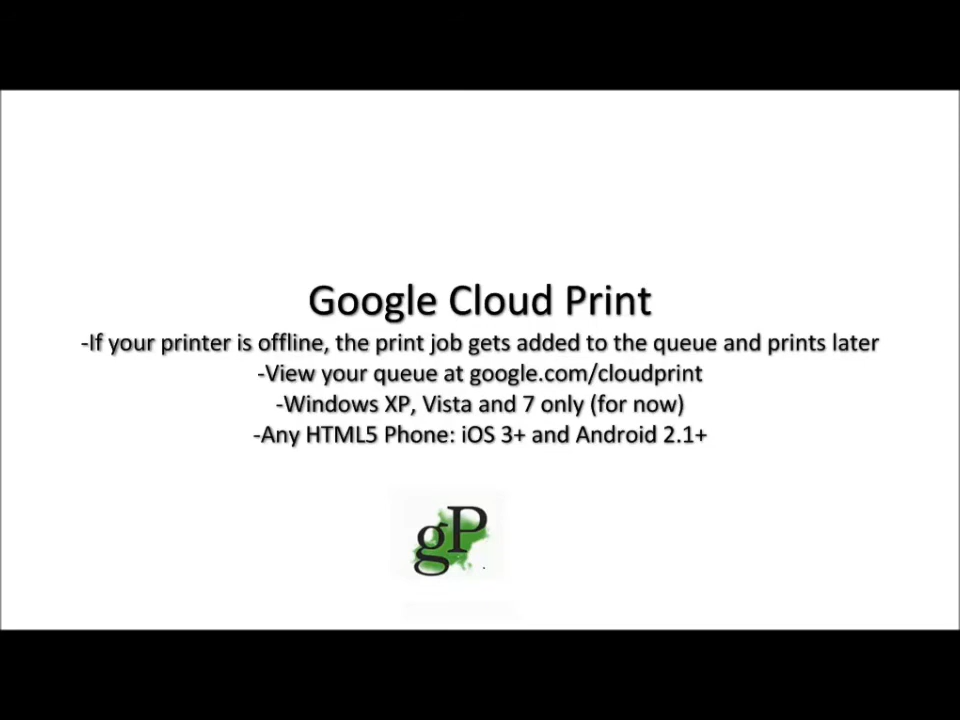 Google Cloud Print
-If your printer is offline, the print job gets added to the queue and prints later
-View your queue at google.com/cloudprint
-Windows XP, Vista and 7 only (for now)
-Any HTML5 Phone: iOS 3+ and Android 2.1+
gP